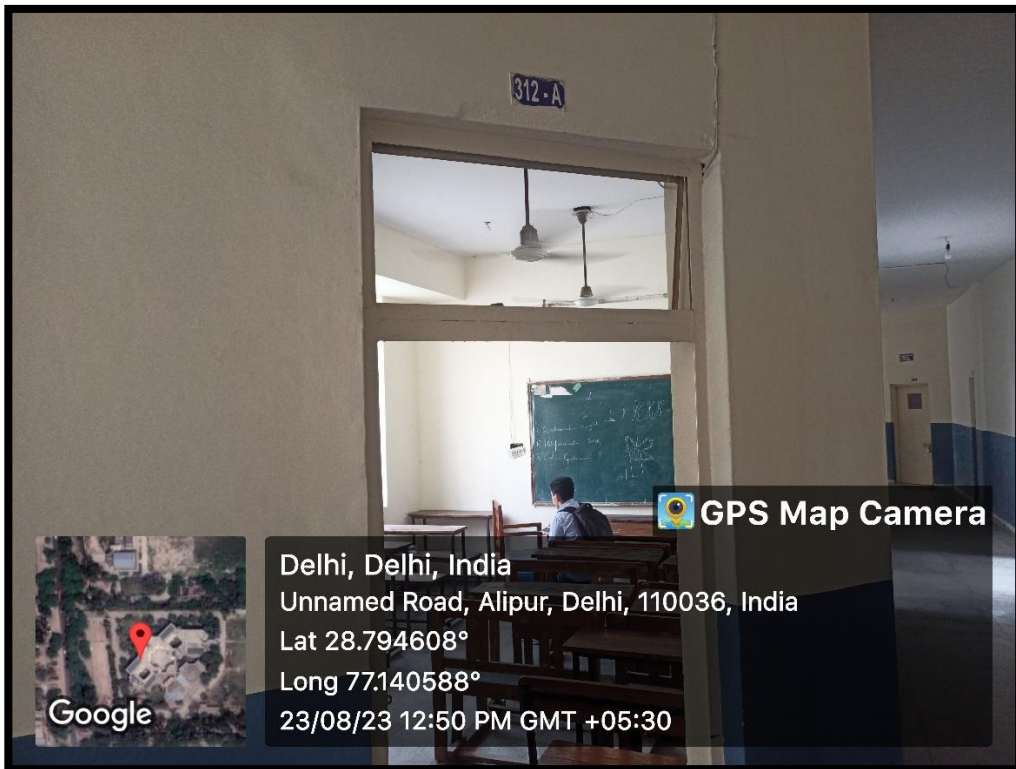 312-A
GPS Map Camera
Delhi, Delhi, India
Unnamed Road, Alipur, Delhi, 110036, India
Lat 28.794608°
Long 77.140588°
23/08/23 12:50 PM GMT +05:30
Google